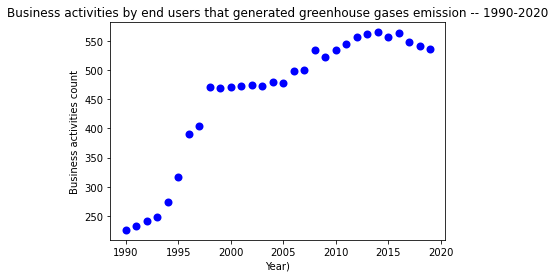 Business activities by end users that generated greenhouse gases emission -- 1990-2020
Business activities count
550
500
450
400
350
300
250
1990 1995 2000 2005 2010 2015 2020
Year)